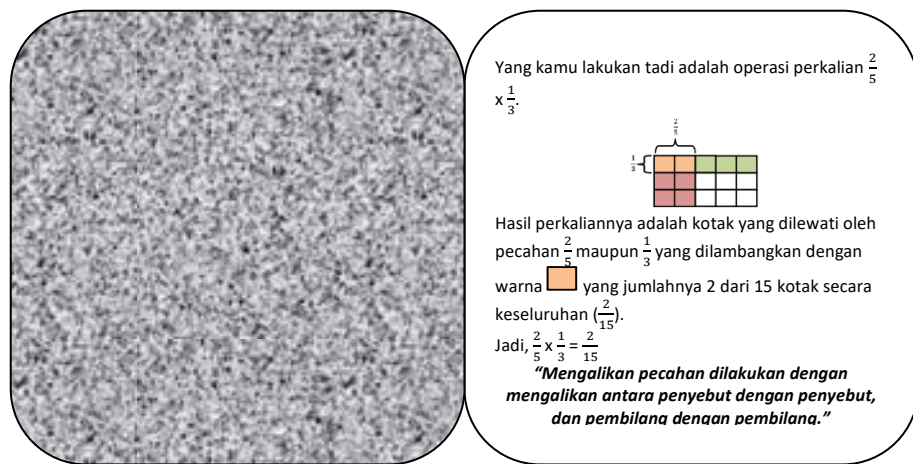 Yang kamu lakukan tadi adalah operasi perkalian 2/5
x 1/3.
2/5
1/3
Hasil perkaliannya adalah kotak yang dilewati oleh
pecahan 2/5 maupun 1/3 yang dilambangkan dengan
warna yang jumlahnya 2 dari 15 kotak secara
keseluruhan (2/15).
Jadi, 2/5 x 1/3 = 2/15
“Mengalikan pecahan dilakukan dengan
mengalikan antara penyebut dengan penyebut,
dan pembilang dengan pembilang.”